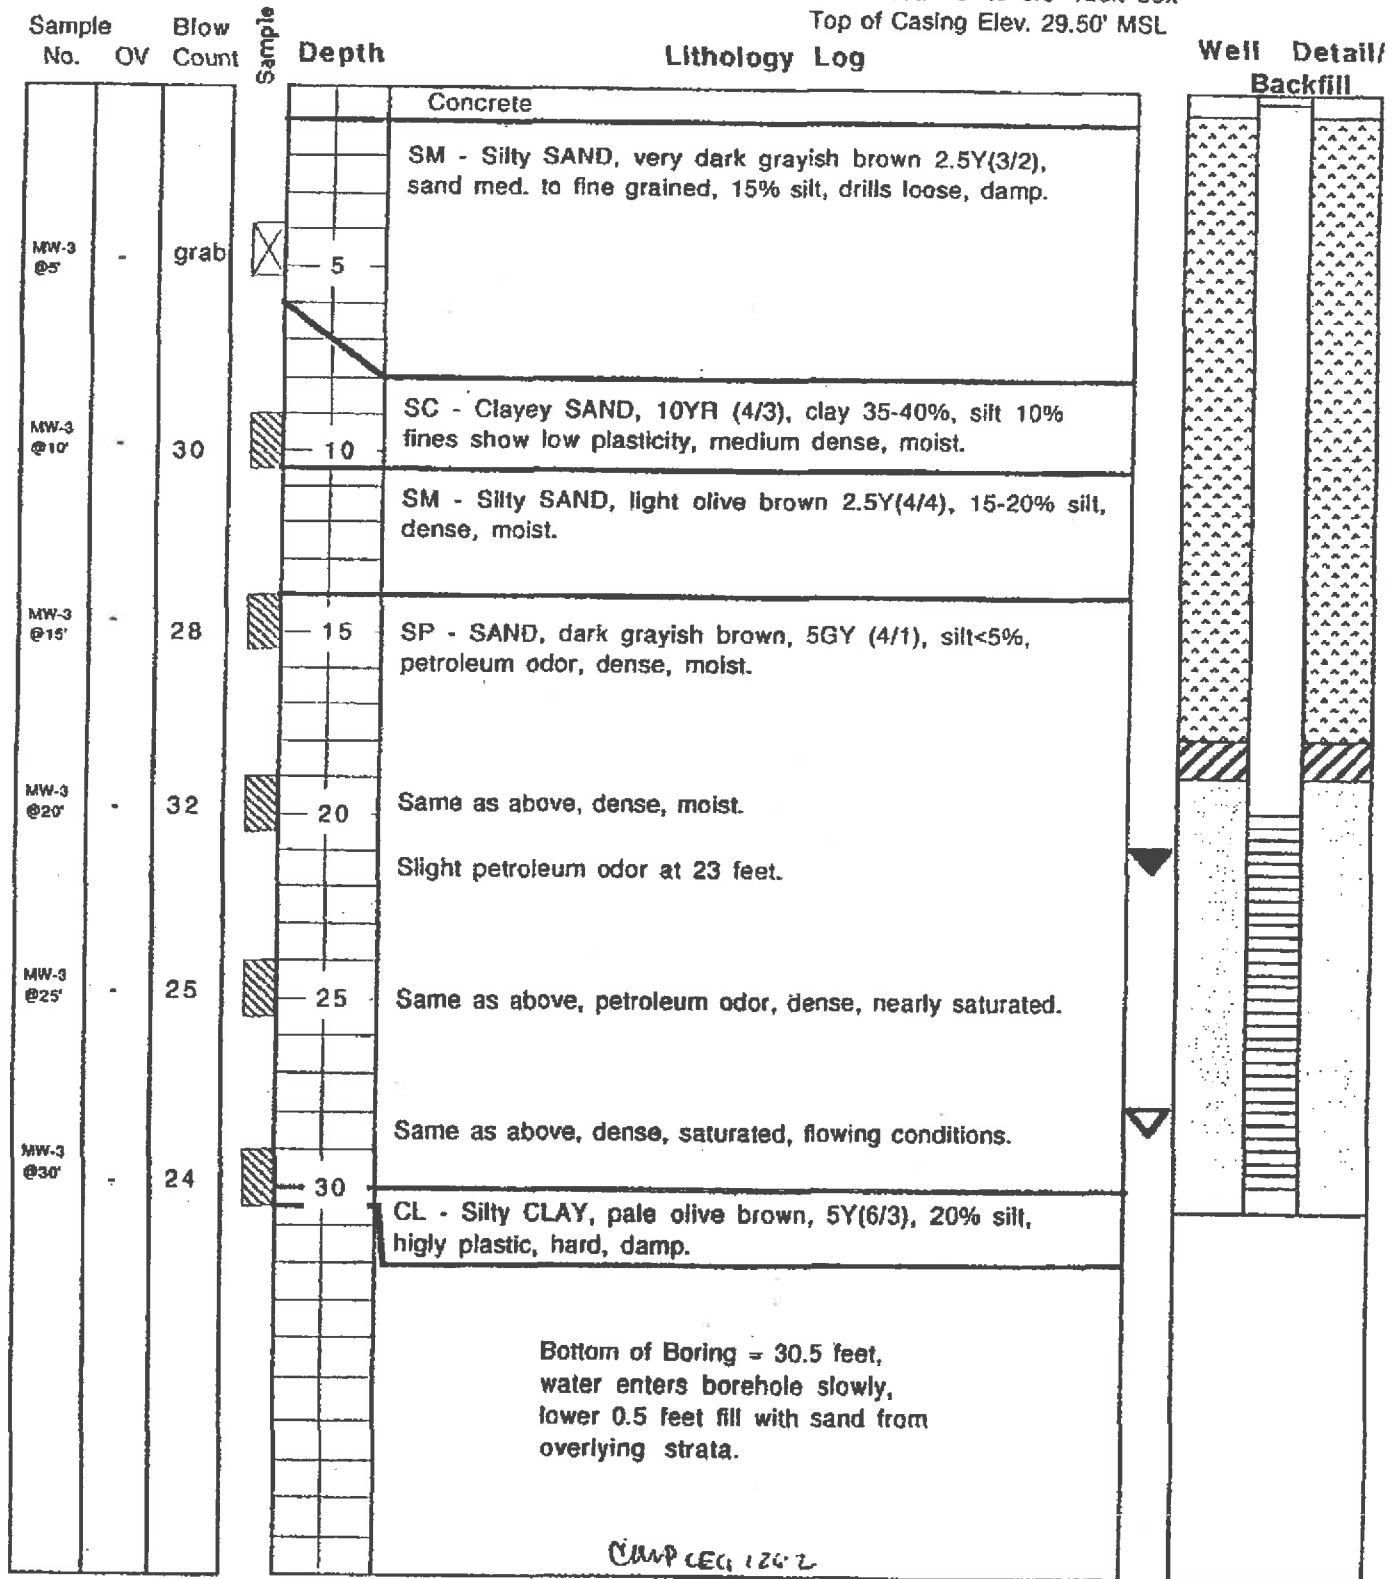 Top of Casing Elev. 29.50' MSL
Sample No. OV Blow Count Sample Depth Lithology Log Well Detail/ Backfill
Concrete
SM - Silty SAND, very dark grayish brown 2.5Y(3/2),
sand med. to fine grained, 15% silt, drills loose, damp.
MW-3 @5' - grab 5
SC - Clayey SAND, 10YR (4/3), clay 35-40%, silt 10%
fines show low plasticity, medium dense, moist.
MW-3 @10' - 30 10
SM - Silty SAND, light olive brown 2.5Y(4/4), 15-20% silt,
dense, moist.
MW-3 @15' - 28 15 SP - SAND, dark grayish brown, 5GY (4/1), silt<5%,
petroleum odor, dense, moist.
MW-3 @20' - 32 20 Same as above, dense, moist.
Slight petroleum odor at 23 feet.
MW-3 @25' - 25 25 Same as above, petroleum odor, dense, nearly saturated.
Same as above, dense, saturated, flowing conditions.
MW-3 @30' - 24 30
CL - Silty CLAY, pale olive brown, 5Y(6/3), 20% silt,
higly plastic, hard, damp.
Bottom of Boring = 30.5 feet,
water enters borehole slowly,
lower 0.5 feet fill with sand from
overlying strata.
CEG 1262